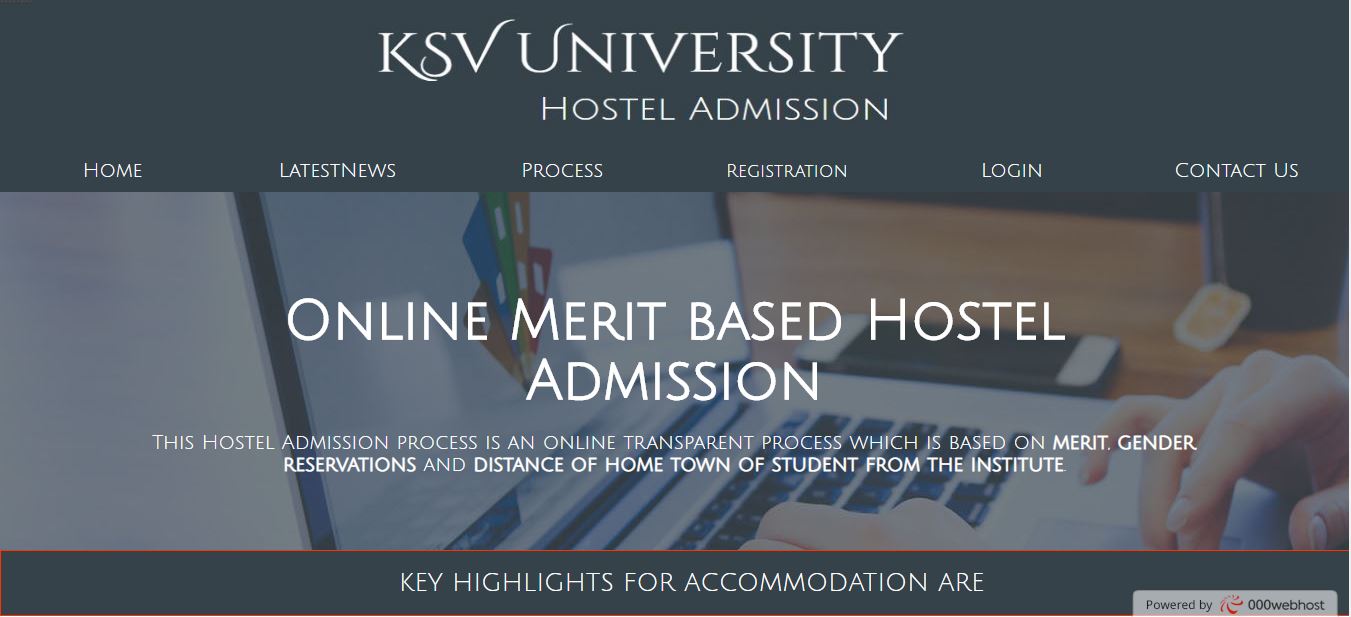 KSV University
Hostel Admission
Home LatestNews Process Registration Login Contact Us
Online Merit based Hostel
Admission
This Hostel Admission process is an online transparent process which is based on merit, gender
reservations and distance of home town of student from the institute.
KEY HIGHLIGHTS FOR ACCOMMODATION ARE
Powered by 000webhost